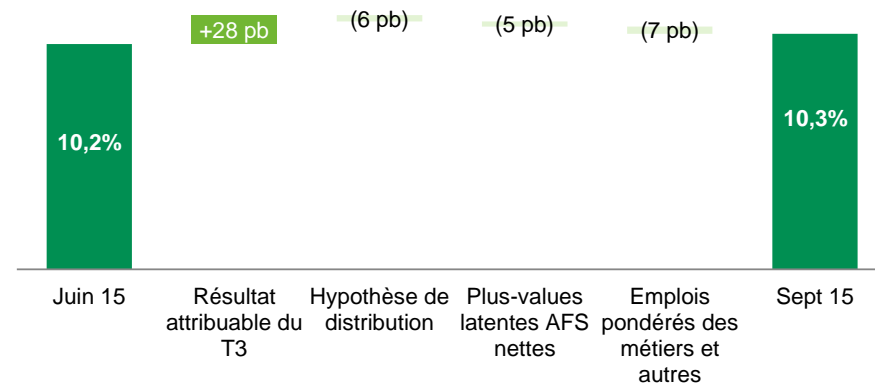 +28 pb
(6 pb)
(5 pb)
(7 pb)
10,2%
10,3%
Juin 15
Résultat
attribuable du
T3
Hypothèse de
distribution
Plus-values
latentes AFS
nettes
Emplois
pondérés des
métiers et
autres
Sept 15